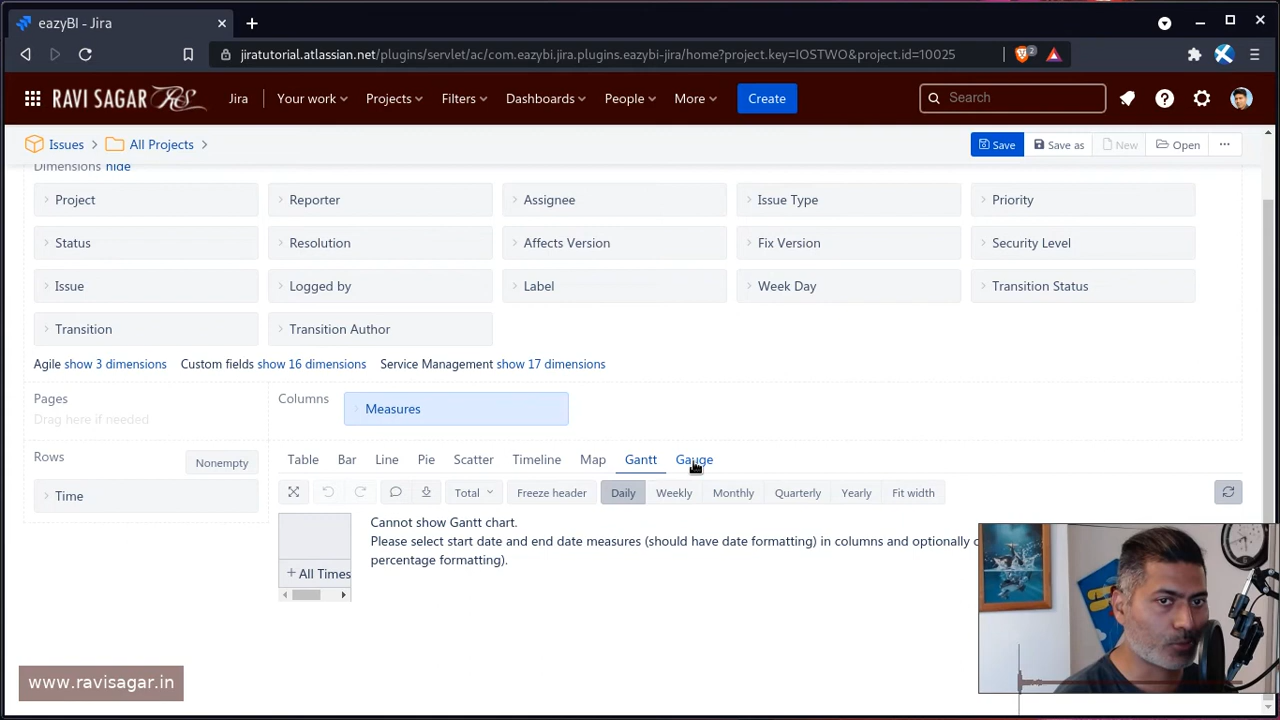 eazyBI - Jira
jiratutorial.atlassian.net/plugins/servlet/ac/com.eazybi.jira.plugins.eazybi-jira/home?project.key=IOSTWO&project.id=10025
2
RAVI SAGAR RS Jira Your work Projects Filters Dashboards People More Create Search
Issues All Projects Save Save as New Open
Dimensions hide
Project Reporter Assignee Issue Type Priority
Status Resolution Affects Version Fix Version Security Level
Issue Logged by Label Week Day Transition Status
Transition Transition Author
Agile show 3 dimensions Custom fields show 16 dimensions Service Management show 17 dimensions
Pages Columns Measures
Drag here if needed
Rows Nonempty Table Bar Line Pie Scatter Timeline Map Gantt Gauge
Time Total Freeze header Daily Weekly Monthly Quarterly Yearly Fit width
Cannot show Gantt chart.
Please select start date and end date measures (should have date formatting) in columns and optionally
percentage formatting).
+ All Times
www.ravisagar.in